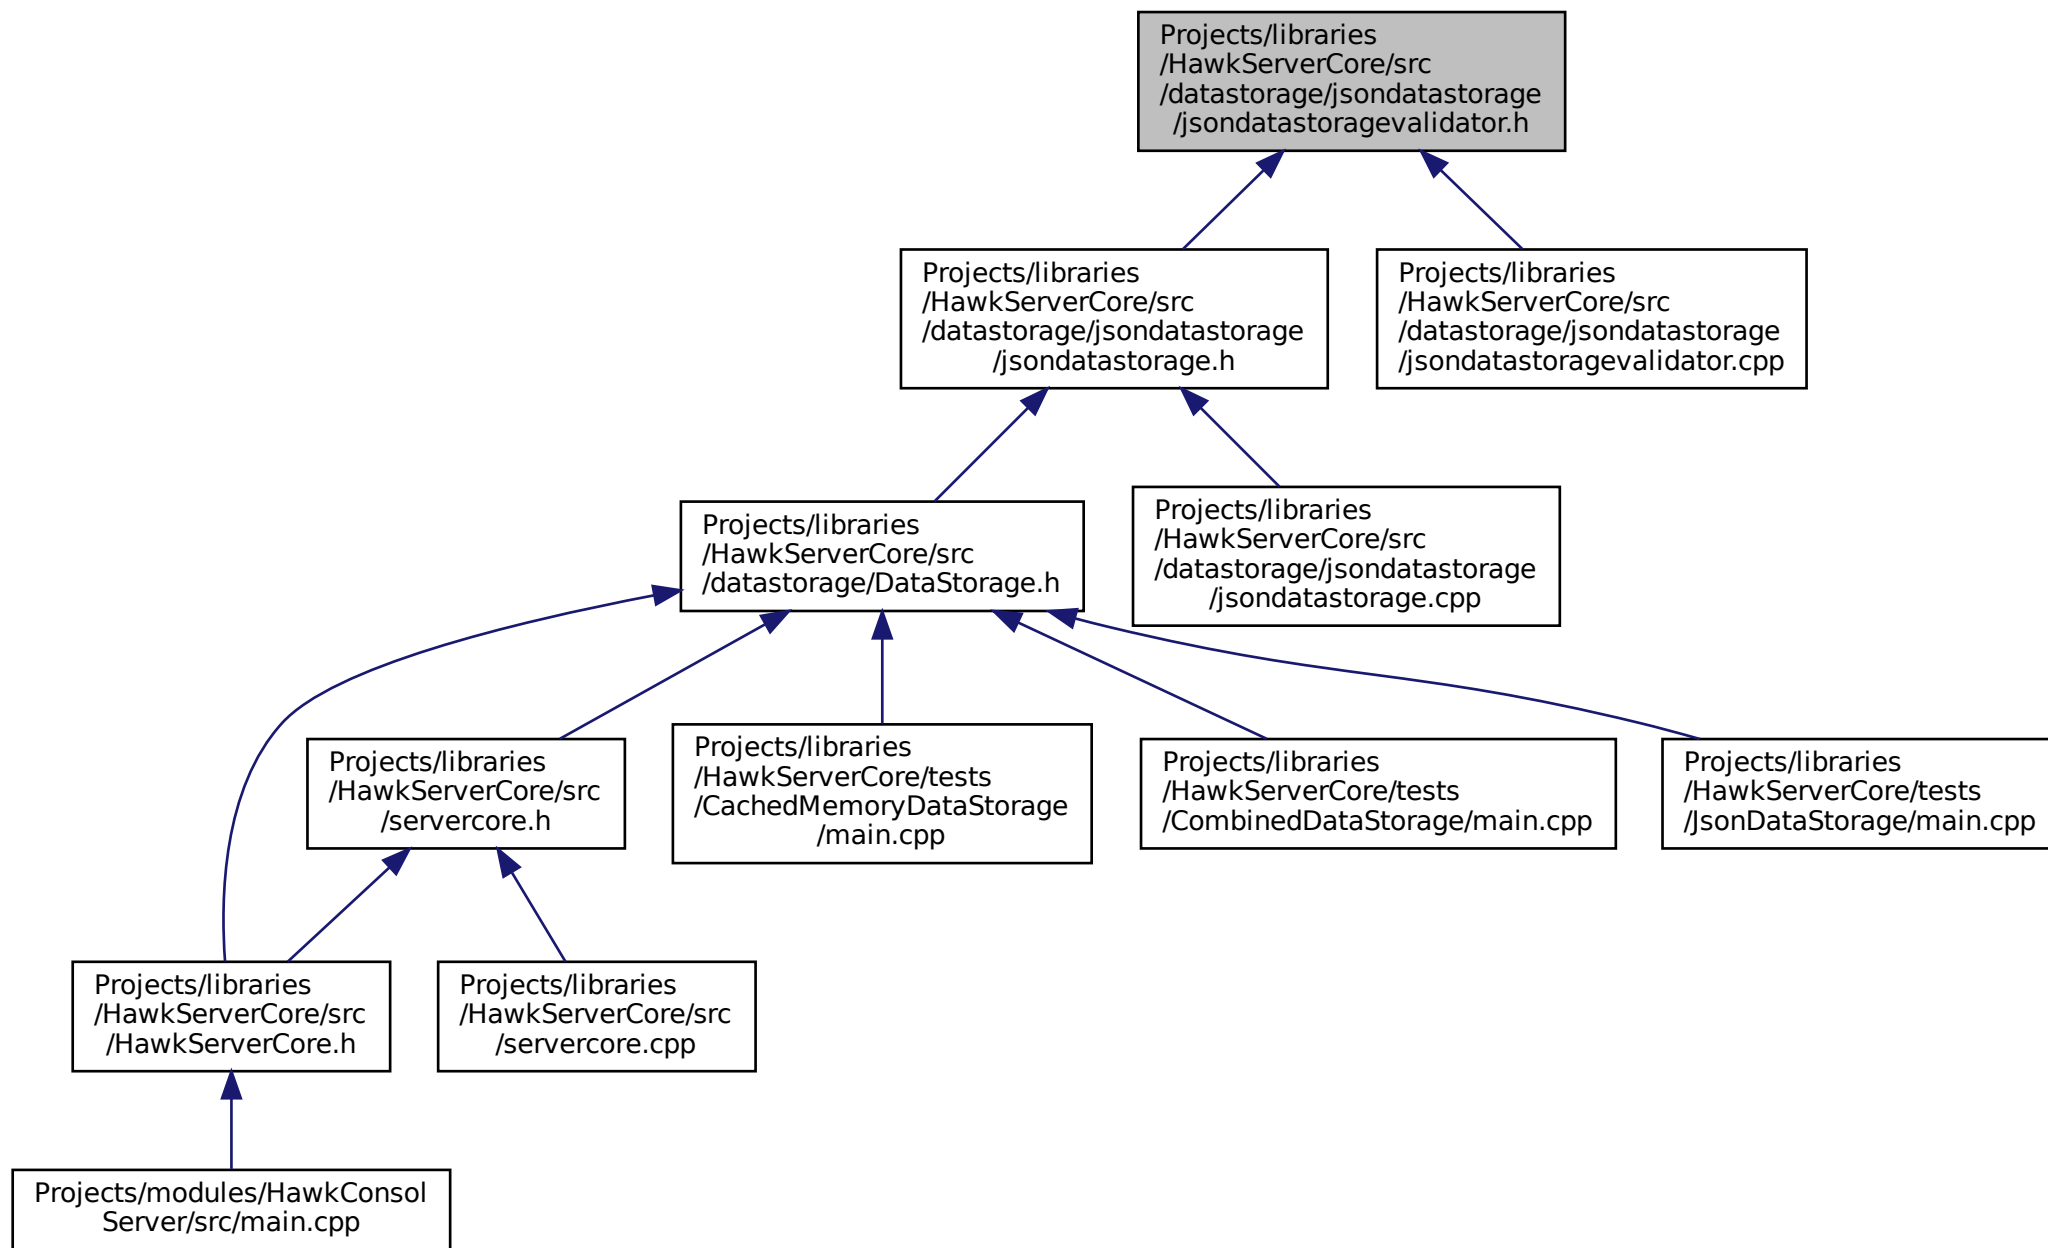 Projects/libraries
/HawkServerCore/src
/datastorage/jsondatastorage
/jsondatastoragevalidator.h
Projects/libraries
/HawkServerCore/src
/datastorage/jsondatastorage
/jsondatastorage.h
Projects/libraries
/HawkServerCore/src
/datastorage/jsondatastorage
/jsondatastoragevalidator.cpp
Projects/libraries
/HawkServerCore/src
/datastorage/DataStorage.h
Projects/libraries
/HawkServerCore/src
/datastorage/jsondatastorage
/jsondatastorage.cpp
Projects/libraries
/HawkServerCore/src
/servercore.h
Projects/libraries
/HawkServerCore/tests
/CachedMemoryDataStorage
/main.cpp
Projects/libraries
/HawkServerCore/tests
/CombinedDataStorage/main.cpp
Projects/libraries
/HawkServerCore/tests
/JsonDataStorage/main.cpp
Projects/libraries
/HawkServerCore/src
/HawkServerCore.h
Projects/libraries
/HawkServerCore/src
/servercore.cpp
Projects/modules/HawkConsol
Server/src/main.cpp